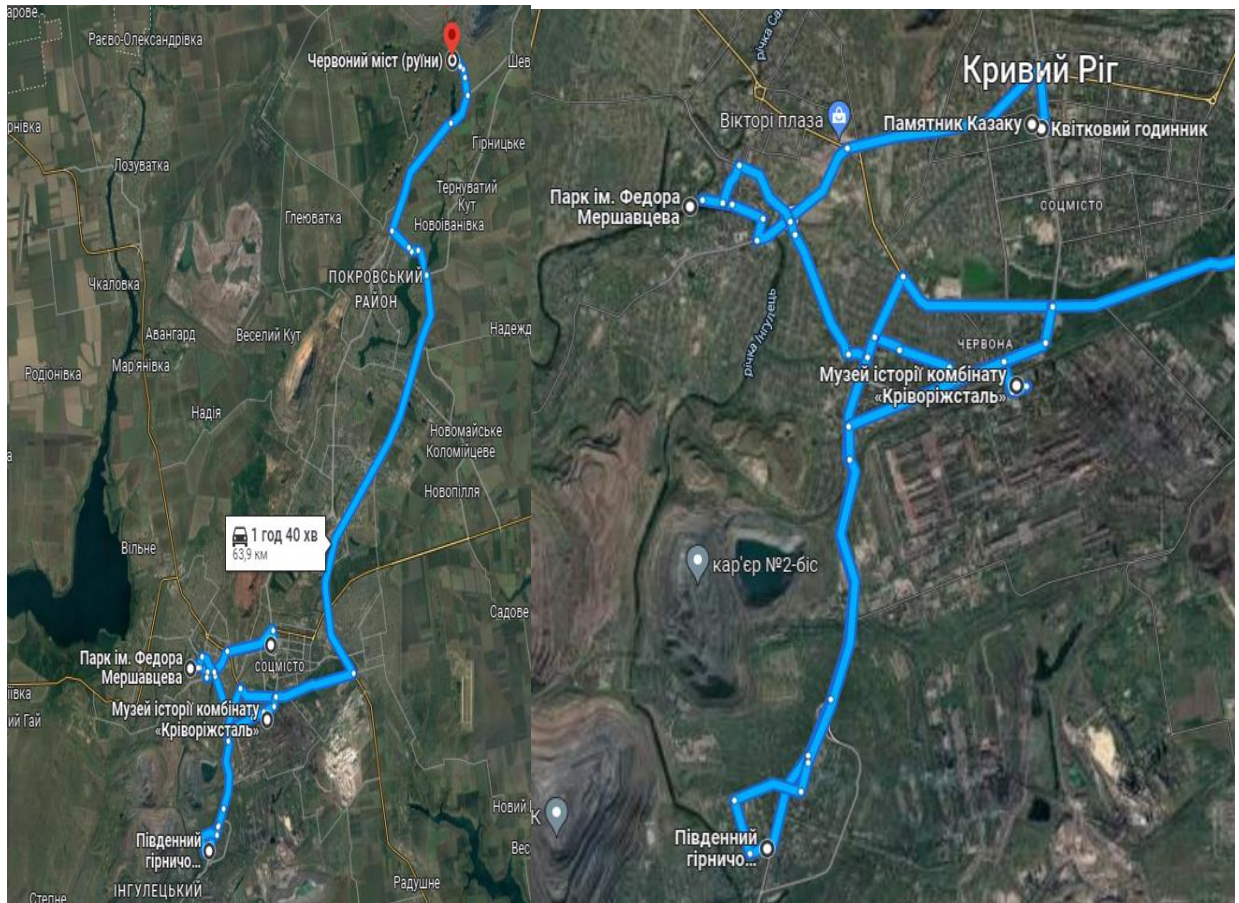 Раєво-Олександрівка
Червоний міст (руїни)
Шев
Гірницьке
Лозуватка
Тернуватий
Кут
Глеюватка
Новоіванівка
ПОКРОВСЬКИЙ
РАЙОН
Чкаловка
Авангард
Веселий Кут
Надежд
Мар'янівка
Родіонівка
Надія
Новомайське
Коломійцеве
Новопілля
1 год 40 хв
63,9 км
Вільне
Садове
Парк ім. Федора
Мершавцева
СОЦМІСТО
Музей історії комбінату
«Кріворіжсталь»
ий Гай
Новий
Південний
гірничо...
Вес
ІНГУЛЕЦЬКИЙ
Радушне
Степне
річка Са
Кривий Ріг
Вікторі плаза
Памятник Казаку
Квітковий годинник
Парк ім. Федора
Мершавцева
СОЦМІСТО
річка Інгулець
ЧЕРВОНА
Музей історії комбінату
«Кріворіжсталь»
кар'єр №2-біс
К
Південний
гірничо...